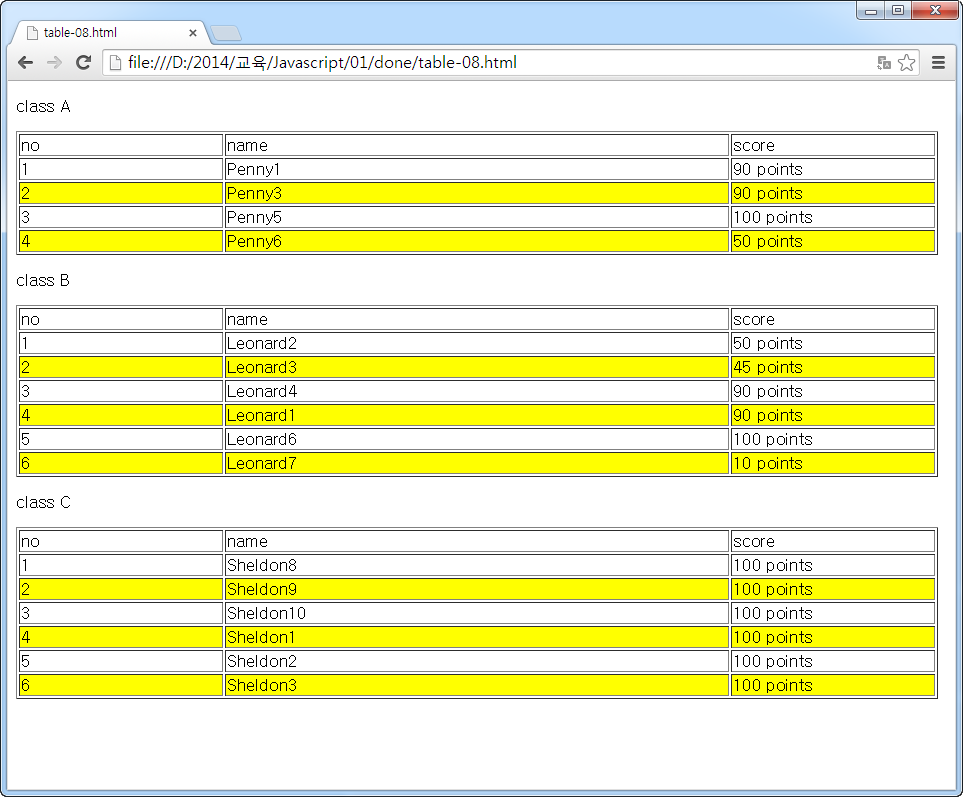 table-08.html
file:///D:/2014/교육/Javascript/01/done/table-08.html
class A
no name score
1 Penny1 90 points
2 Penny3 90 points
3 Penny5 100 points
4 Penny6 50 points
class B
no name score
1 Leonard2 50 points
2 Leonard3 45 points
3 Leonard4 90 points
4 Leonard1 90 points
5 Leonard6 100 points
6 Leonard7 10 points
class C
no name score
1 Sheldon8 100 points
2 Sheldon9 100 points
3 Sheldon10 100 points
4 Sheldon1 100 points
5 Sheldon2 100 points
6 Sheldon3 100 points